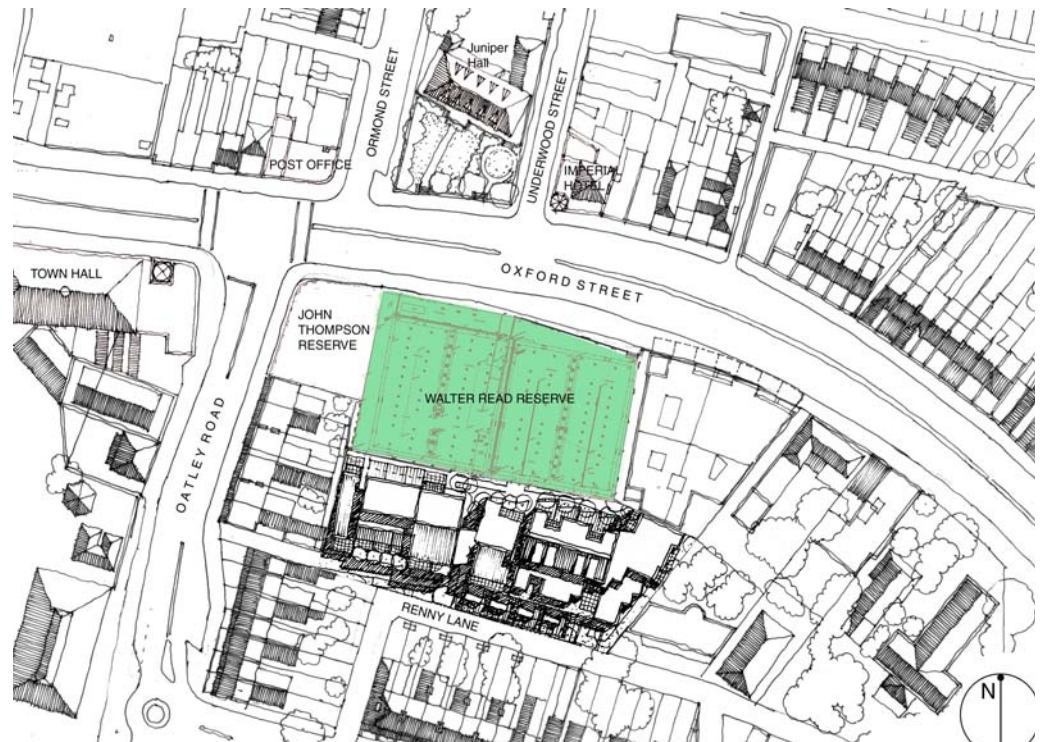 Juniper
Hall
ORMOND STREET
UNDERWOOD STREET
POST OFFICE
IMPERIAL
HOTEL
OXFORD STREET
TOWN HALL
JOHN
THOMPSON
RESERVE
WALTER READ RESERVE
OATLEY ROAD
RENNY LANE
N